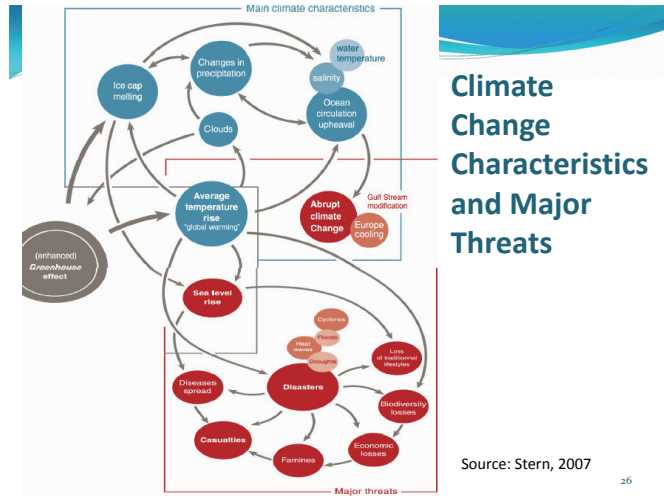 Main climate characteristics
water
temperature
Changes in
precipitation
salinity
Ice cap
melting
Ocean
circulation
upheaval
Clouds
Climate
Change
Characteristics
and Major
Threats
Average
temperature
rise
"global warming"
Gulf Stream
modification
Abrupt
climate
Change
Europe
cooling
(enhanced)
Greenhouse
effect
Sea level
rise
Cyclones
Floods
Heat
waves
Droughts
Loss
of traditionnal
lifestyles
Diseases
spread
Disasters
Biodiversity
losses
Casualties
Economic
losses
Famines
Major threats
Source: Stern, 2007
26